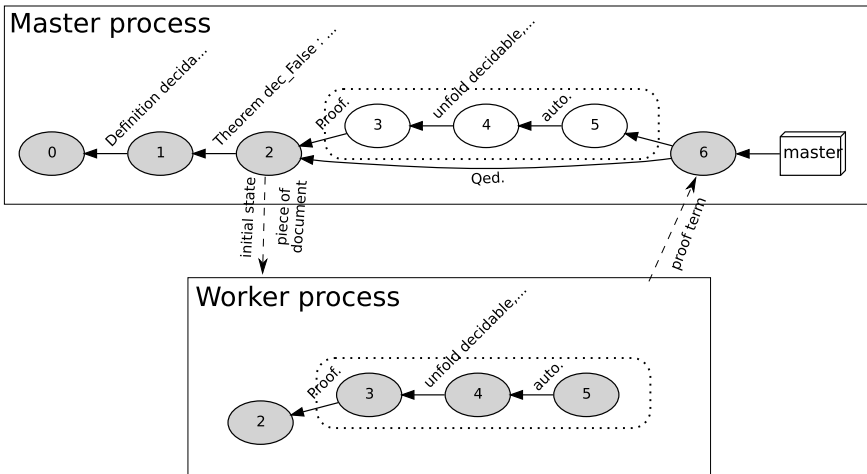 Master process
Definition decida...
Theorem dec_False : ...
Proof.
unfold decidable,...
auto.
0
1
2
3
4
5
6
master
Qed.
initial state
piece of
document
proof term
Worker process
Proof.
unfold decidable,...
auto.
2
3
4
5